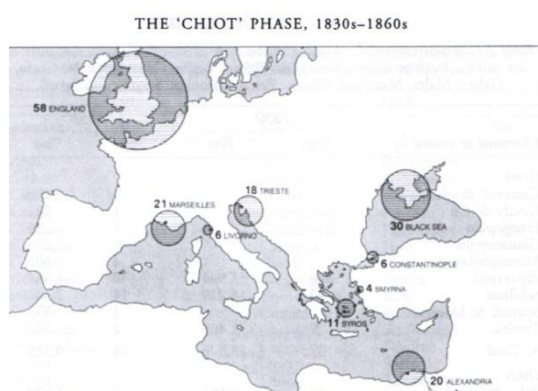 THE 'CHIOT' PHASE, 1830s–1860s
58 ENGLAND
18 TRIESTE
21 MARSEILLES
6 LIVORNO
30 BLACK SEA
6 CONSTANTINOPLE
4 SMYRNA
11 SYROS
20 ALEXANDRIA